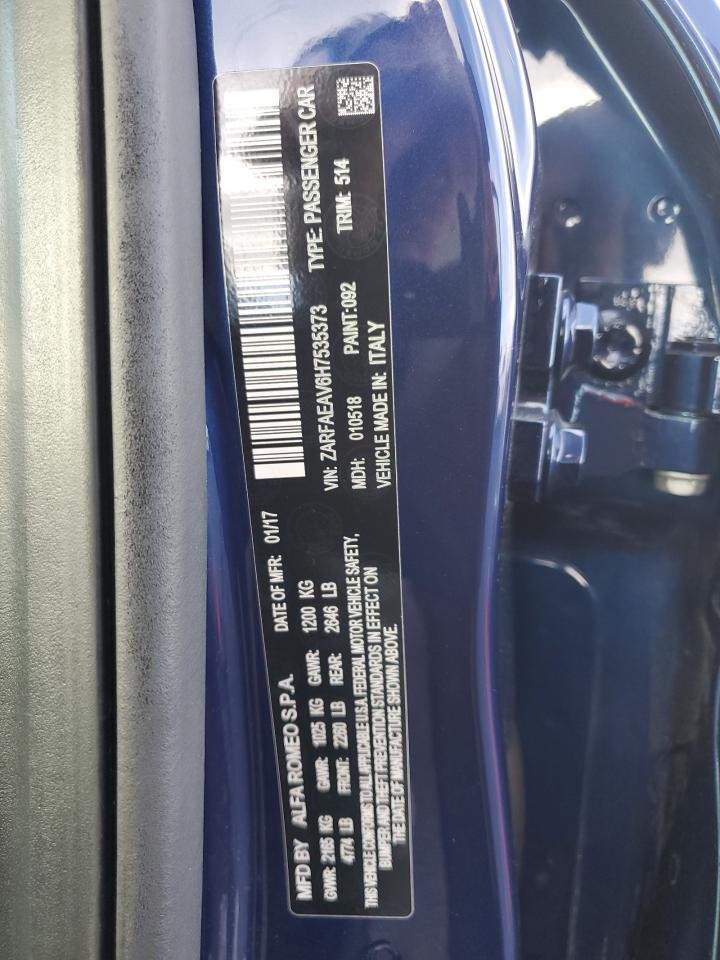 MFD BY ALFA ROMEO S.P.A. DATE OF MFR: 01/17
GVWR: 2165 KG GAWR: 1025 KG GAWR: 1200 KG
4774 LB FRONT: 2260 LB REAR: 2646 LB
THIS VEHICLE CONFORMS TO ALL APPLICABLE U.S.A. FEDERAL MOTOR VEHICLE SAFETY,
BUMPER AND THEFT PREVENTION STANDARDS IN EFFECT ON
THE DATE OF MANUFACTURE SHOWN ABOVE.
VIN: ZARFAEAV6H7535373 TYPE: PASSENGER CAR
MDH: 010518 PAINT: 092 TRIM: 514
VEHICLE MADE IN: ITALY